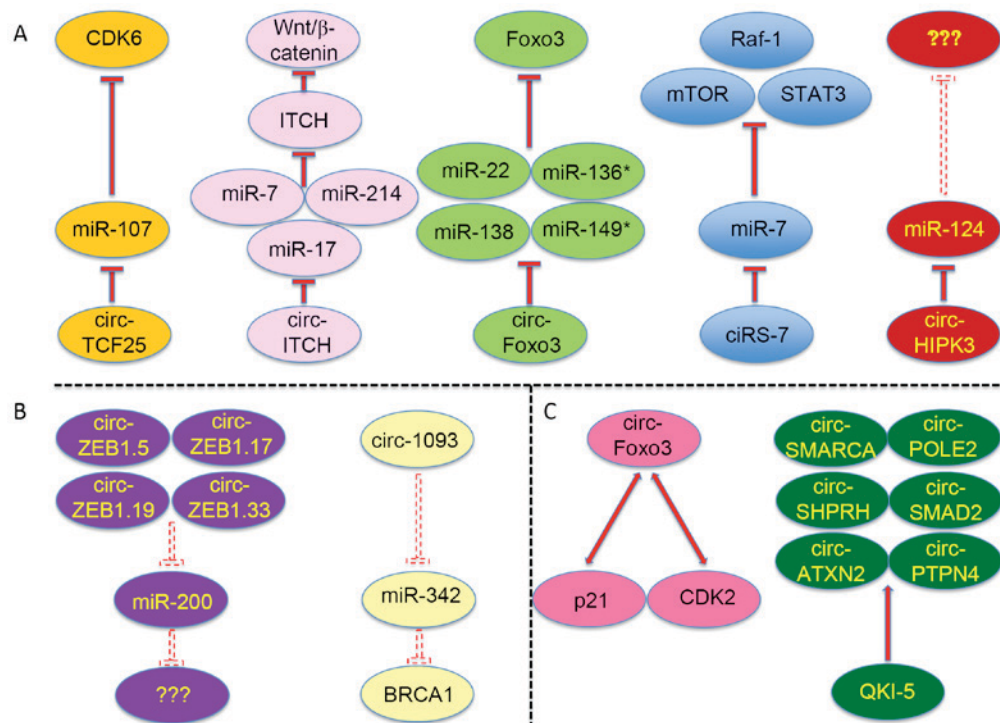 A
CDK6
miR-107
circ-
TCF25
Wnt/β-
catenin
ITCH
miR-7
miR-214
miR-17
circ-
ITCH
Foxo3
miR-22
miR-136*
miR-138
miR-149*
circ-
Foxo3
Raf-1
mTOR
STAT3
miR-7
ciRS-7
???
miR-124
circ-
HIPK3
B
circ-
ZEB1.5
circ-
ZEB1.17
circ-
ZEB1.19
circ-
ZEB1.33
miR-200
???
circ-1093
miR-342
BRCA1
C
circ-
Foxo3
p21
CDK2
circ-
SMARCA
circ-
POLE2
circ-
SHPRH
circ-
SMAD2
circ-
ATXN2
circ-
PTPN4
QKI-5